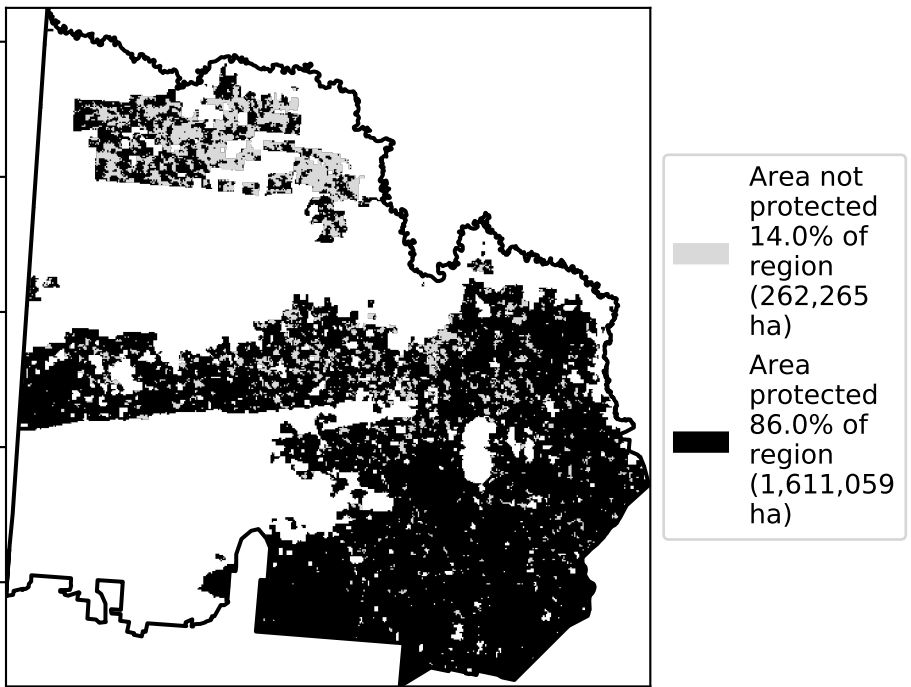 Area not
protected
14.0% of
region
(262,265
ha)
Area
protected
86.0% of
region
(1,611,059
ha)